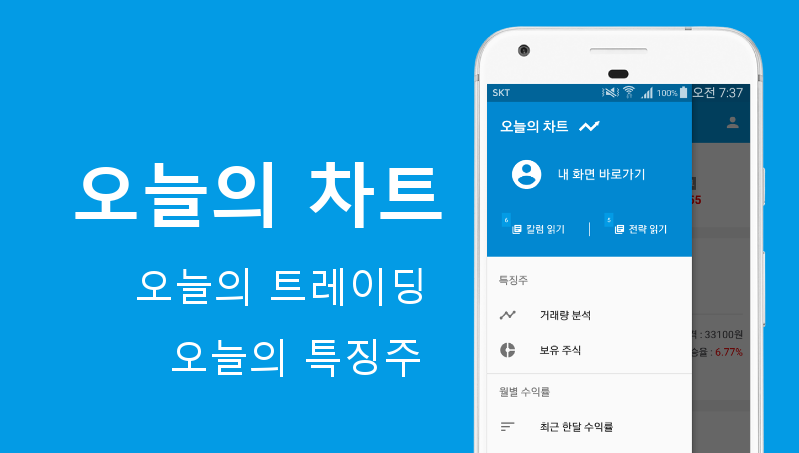 오늘의 차트
오늘의 트레이딩
오늘의 특징주
SKT
100%
오전 7:37
오늘의 차트
내 화면 바로가기
6
칼럼 읽기
5
전략 읽기
특징주
거래량 분석
보유 주식
월별 수익률
최근 한달 수익률
: 33100원
: 6.77%